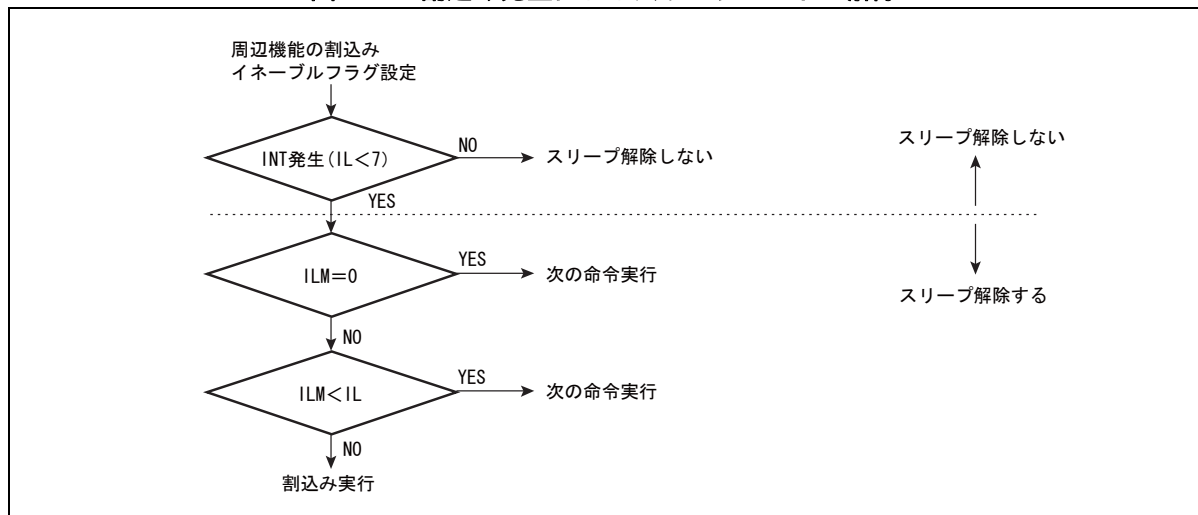 周辺機能の割込み
イネーブルフラグ設定
INT発生(IL<7)
NO
スリープ解除しない
スリープ解除しない
YES
ILM=0
YES
次の命令実行
スリープ解除する
NO
ILM<IL
YES
次の命令実行
NO
割込み実行